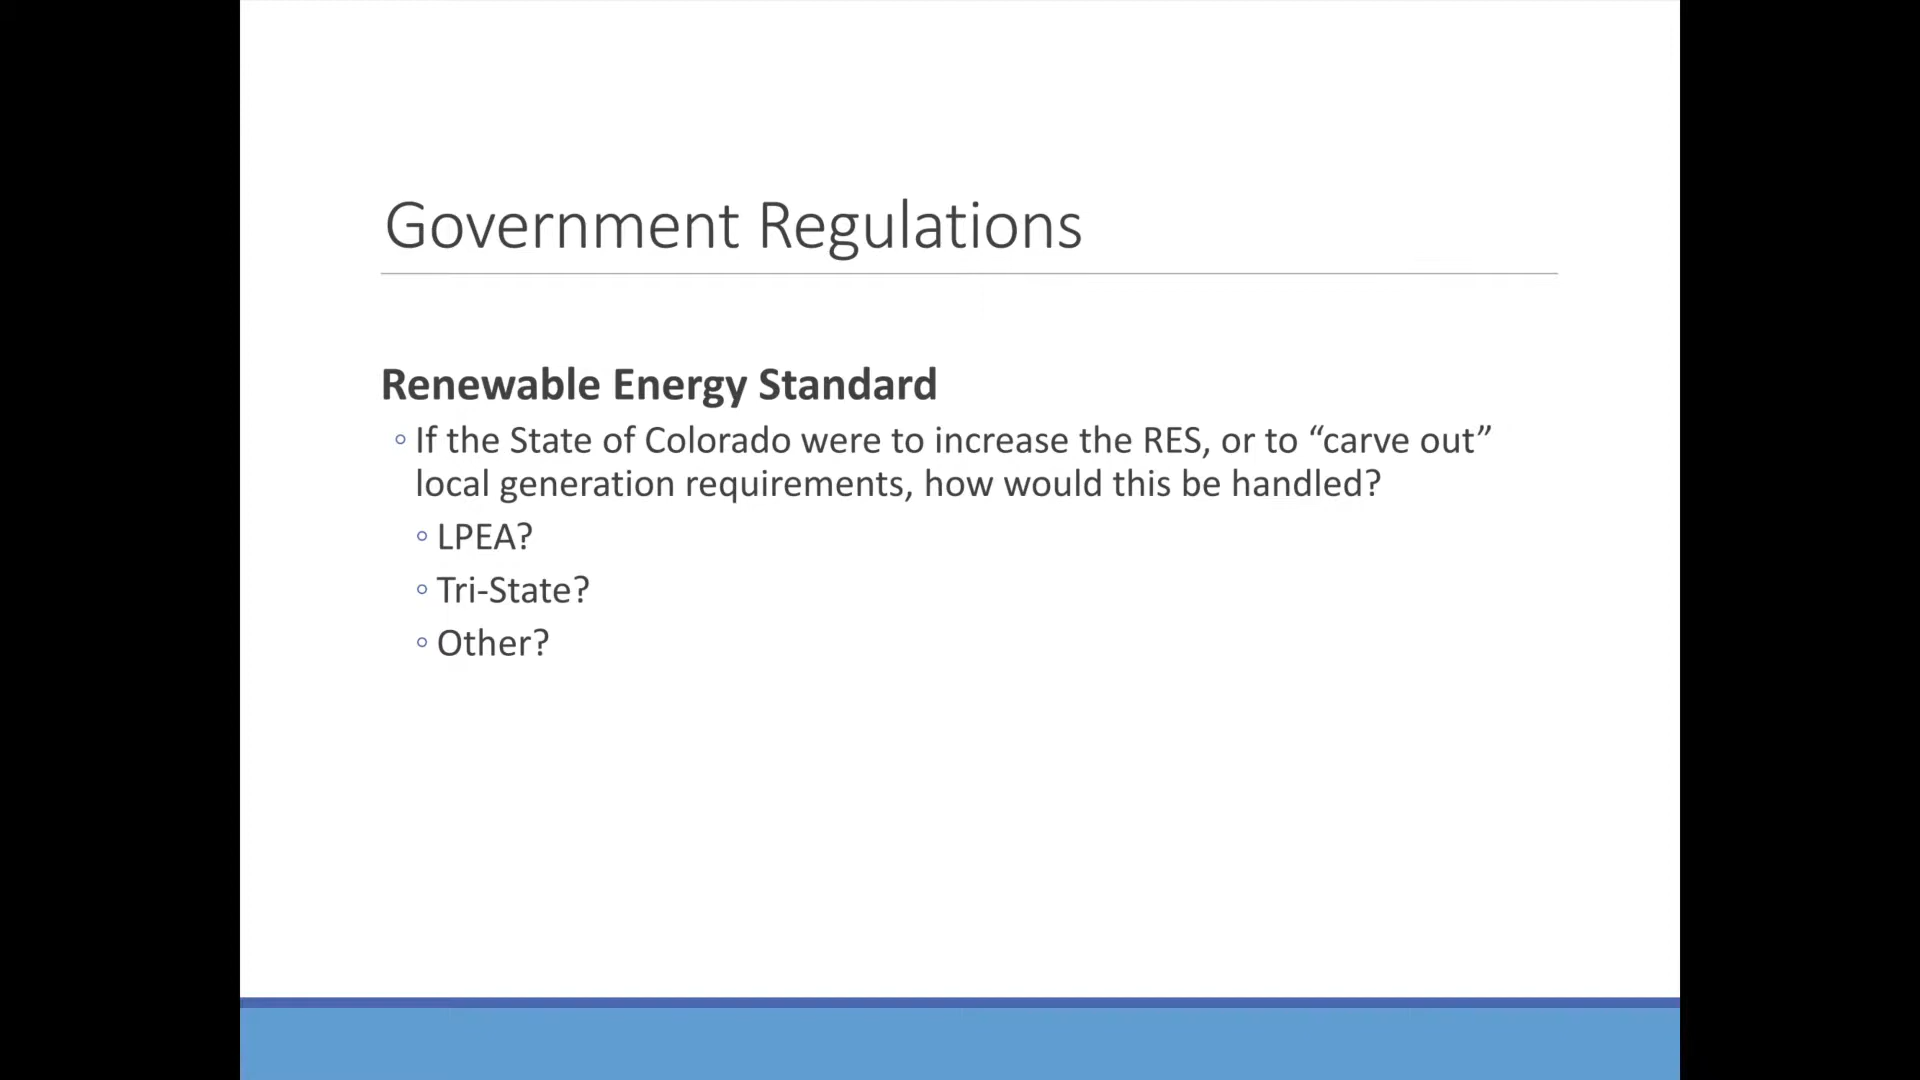 Government Regulations
Renewable Energy Standard
◦ If the State of Colorado were to increase the RES, or to “carve out”
local generation requirements, how would this be handled?
◦ LPEA?
◦ Tri-State?
◦ Other?